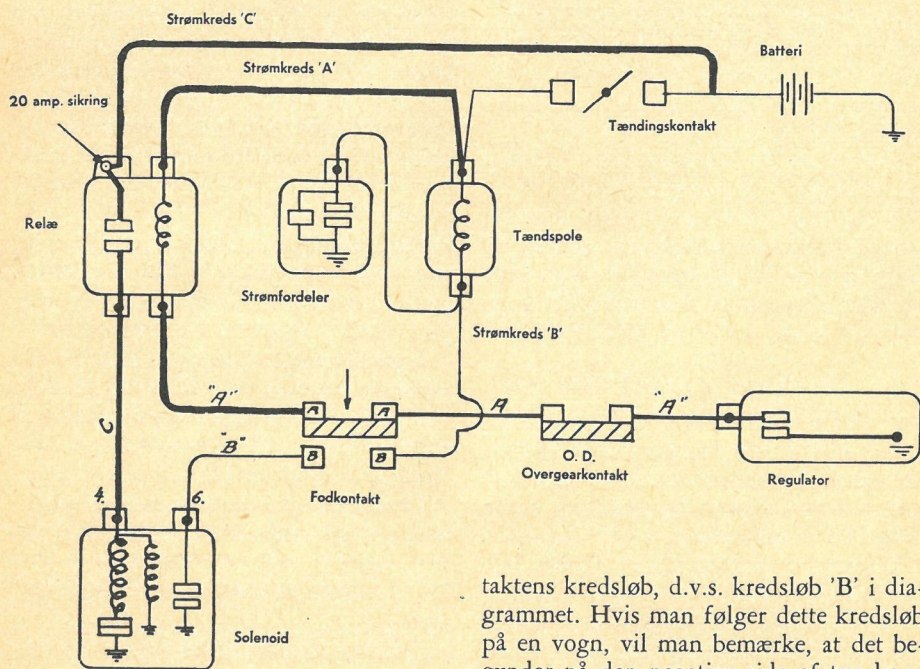 Strømkreds 'C'
Strømkreds 'A'
Batteri
20 amp. sikring
Tændingskontakt
Relæ
Tændspole
Strømfordeler
Strømkreds 'B'
"A"
A
A
A
"A"
C
"B"
B
B
O. D.
Overgearkontakt
Fodkontakt
Regulator
4.
6.
Solenoid
taktens kredsløb, d.v.s. kredsløb 'B' i dia-
grammet. Hvis man følger dette kredsløb
på en vogn, vil man bemærke, at det be-